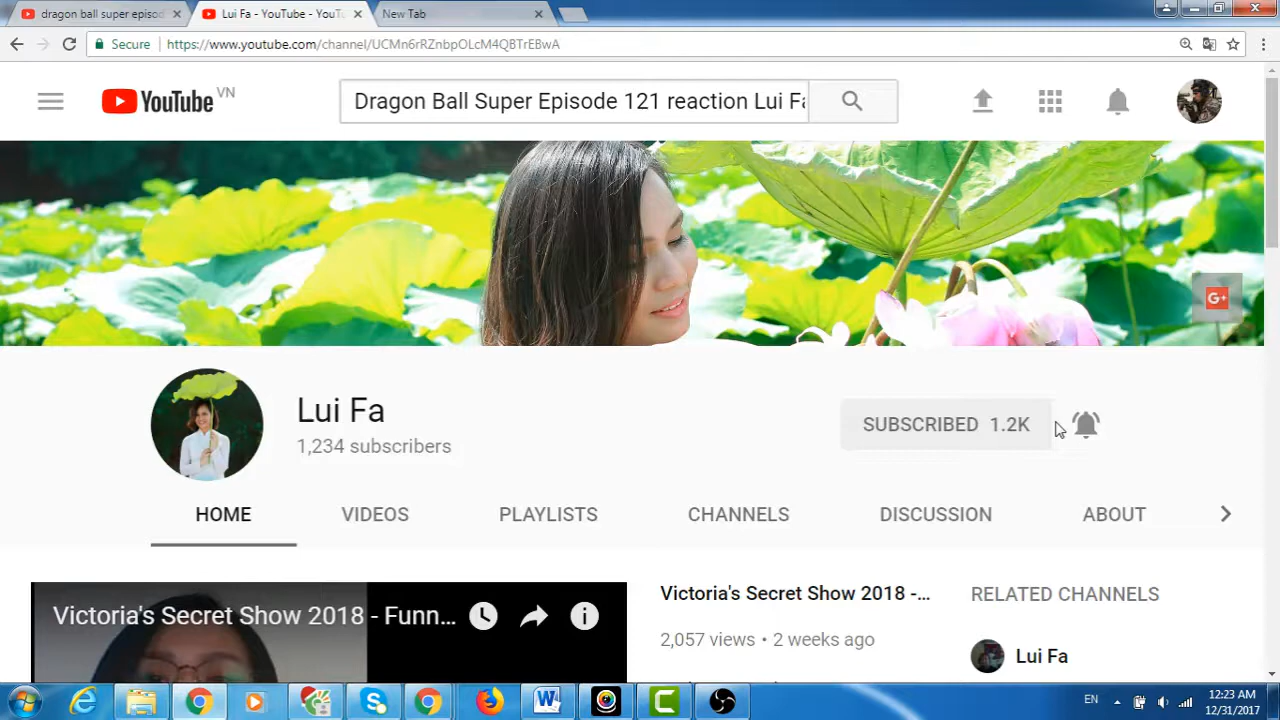 dragon ball super episod
Lui Fa - YouTube - YouT
New Tab
Secure
https://www.youtube.com/channel/UCMn6rRZnbpOLcM4QBTrEBwA
YouTube VN
Dragon Ball Super Episode 121 reaction Lui Fa
G+
Lui Fa
1,234 subscribers
SUBSCRIBED 1.2K
HOME
VIDEOS
PLAYLISTS
CHANNELS
DISCUSSION
ABOUT
Victoria's Secret Show 2018 - Funn...
Victoria's Secret Show 2018 -...
2,057 views • 2 weeks ago
RELATED CHANNELS
Lui Fa
EN
12:23 AM
12/31/2017